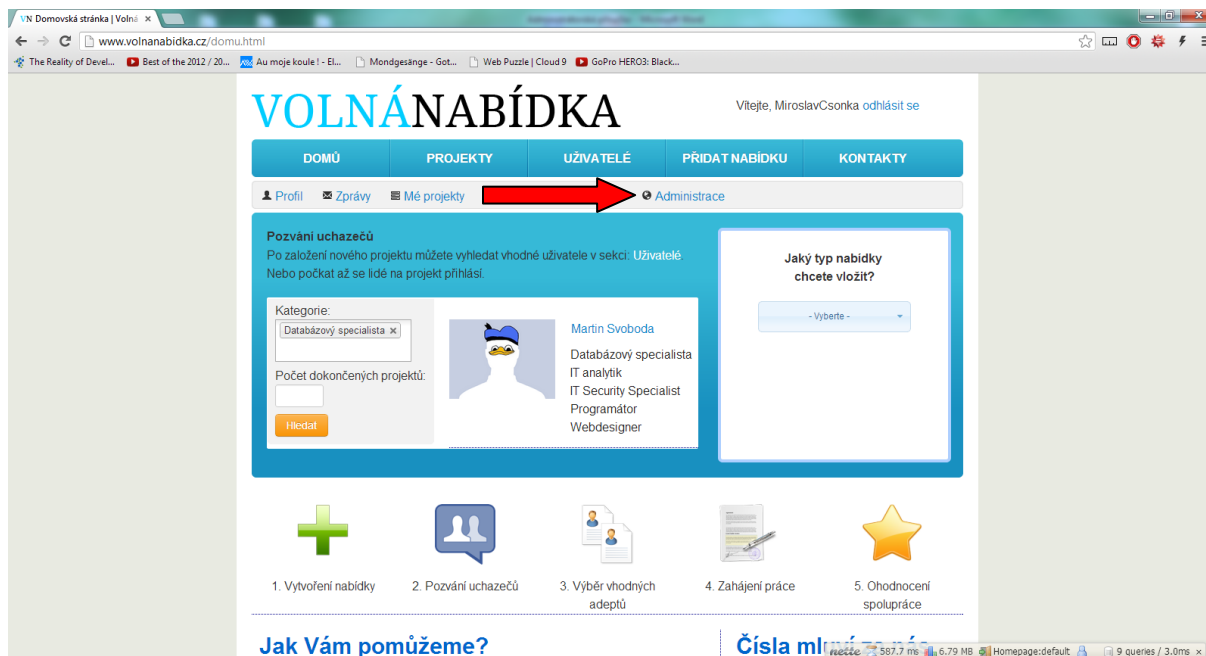 VN Domovská stránka | Volná
www.volnanabidka.cz/domu.html
The Reality of Devel... Best of the 2012 / 20... Au moje koule ! - El... Mondgesänge - Got... Web Puzzle | Cloud 9 GoPro HERO3: Black...
VOLNÁNABÍDKA
Vítejte, MiroslavCsonka odhlásit se
DOMŮ PROJEKTY UŽIVATELÉ PŘIDAT NABÍDKU KONTAKTY
Profil Zprávy Mé projekty Administrace
Pozvání uchazečů
Po založení nového projektu můžete vyhledat vhodné uživatele v sekci: Uživatelé
Nebo počkat až se lidé na projekt přihlásí.
Kategorie:
Databázový specialista
Počet dokončených projektů:
Hledat
Martin Svoboda
Databázový specialista
IT analytik
IT Security Specialist
Programátor
Webdesigner
Jaký typ nabídky
chcete vložit?
- Vyberte -
1. Vytvoření nabídky
2. Pozvání uchazečů
3. Výběr vhodných
adeptů
4. Zahájení práce
5. Ohodnocení
spolupráce
Jak Vám pomůžeme?
Čísla mluví za nás
nette 587.7 ms 6.79 MB Homepage:default 9 queries / 3.0ms ×